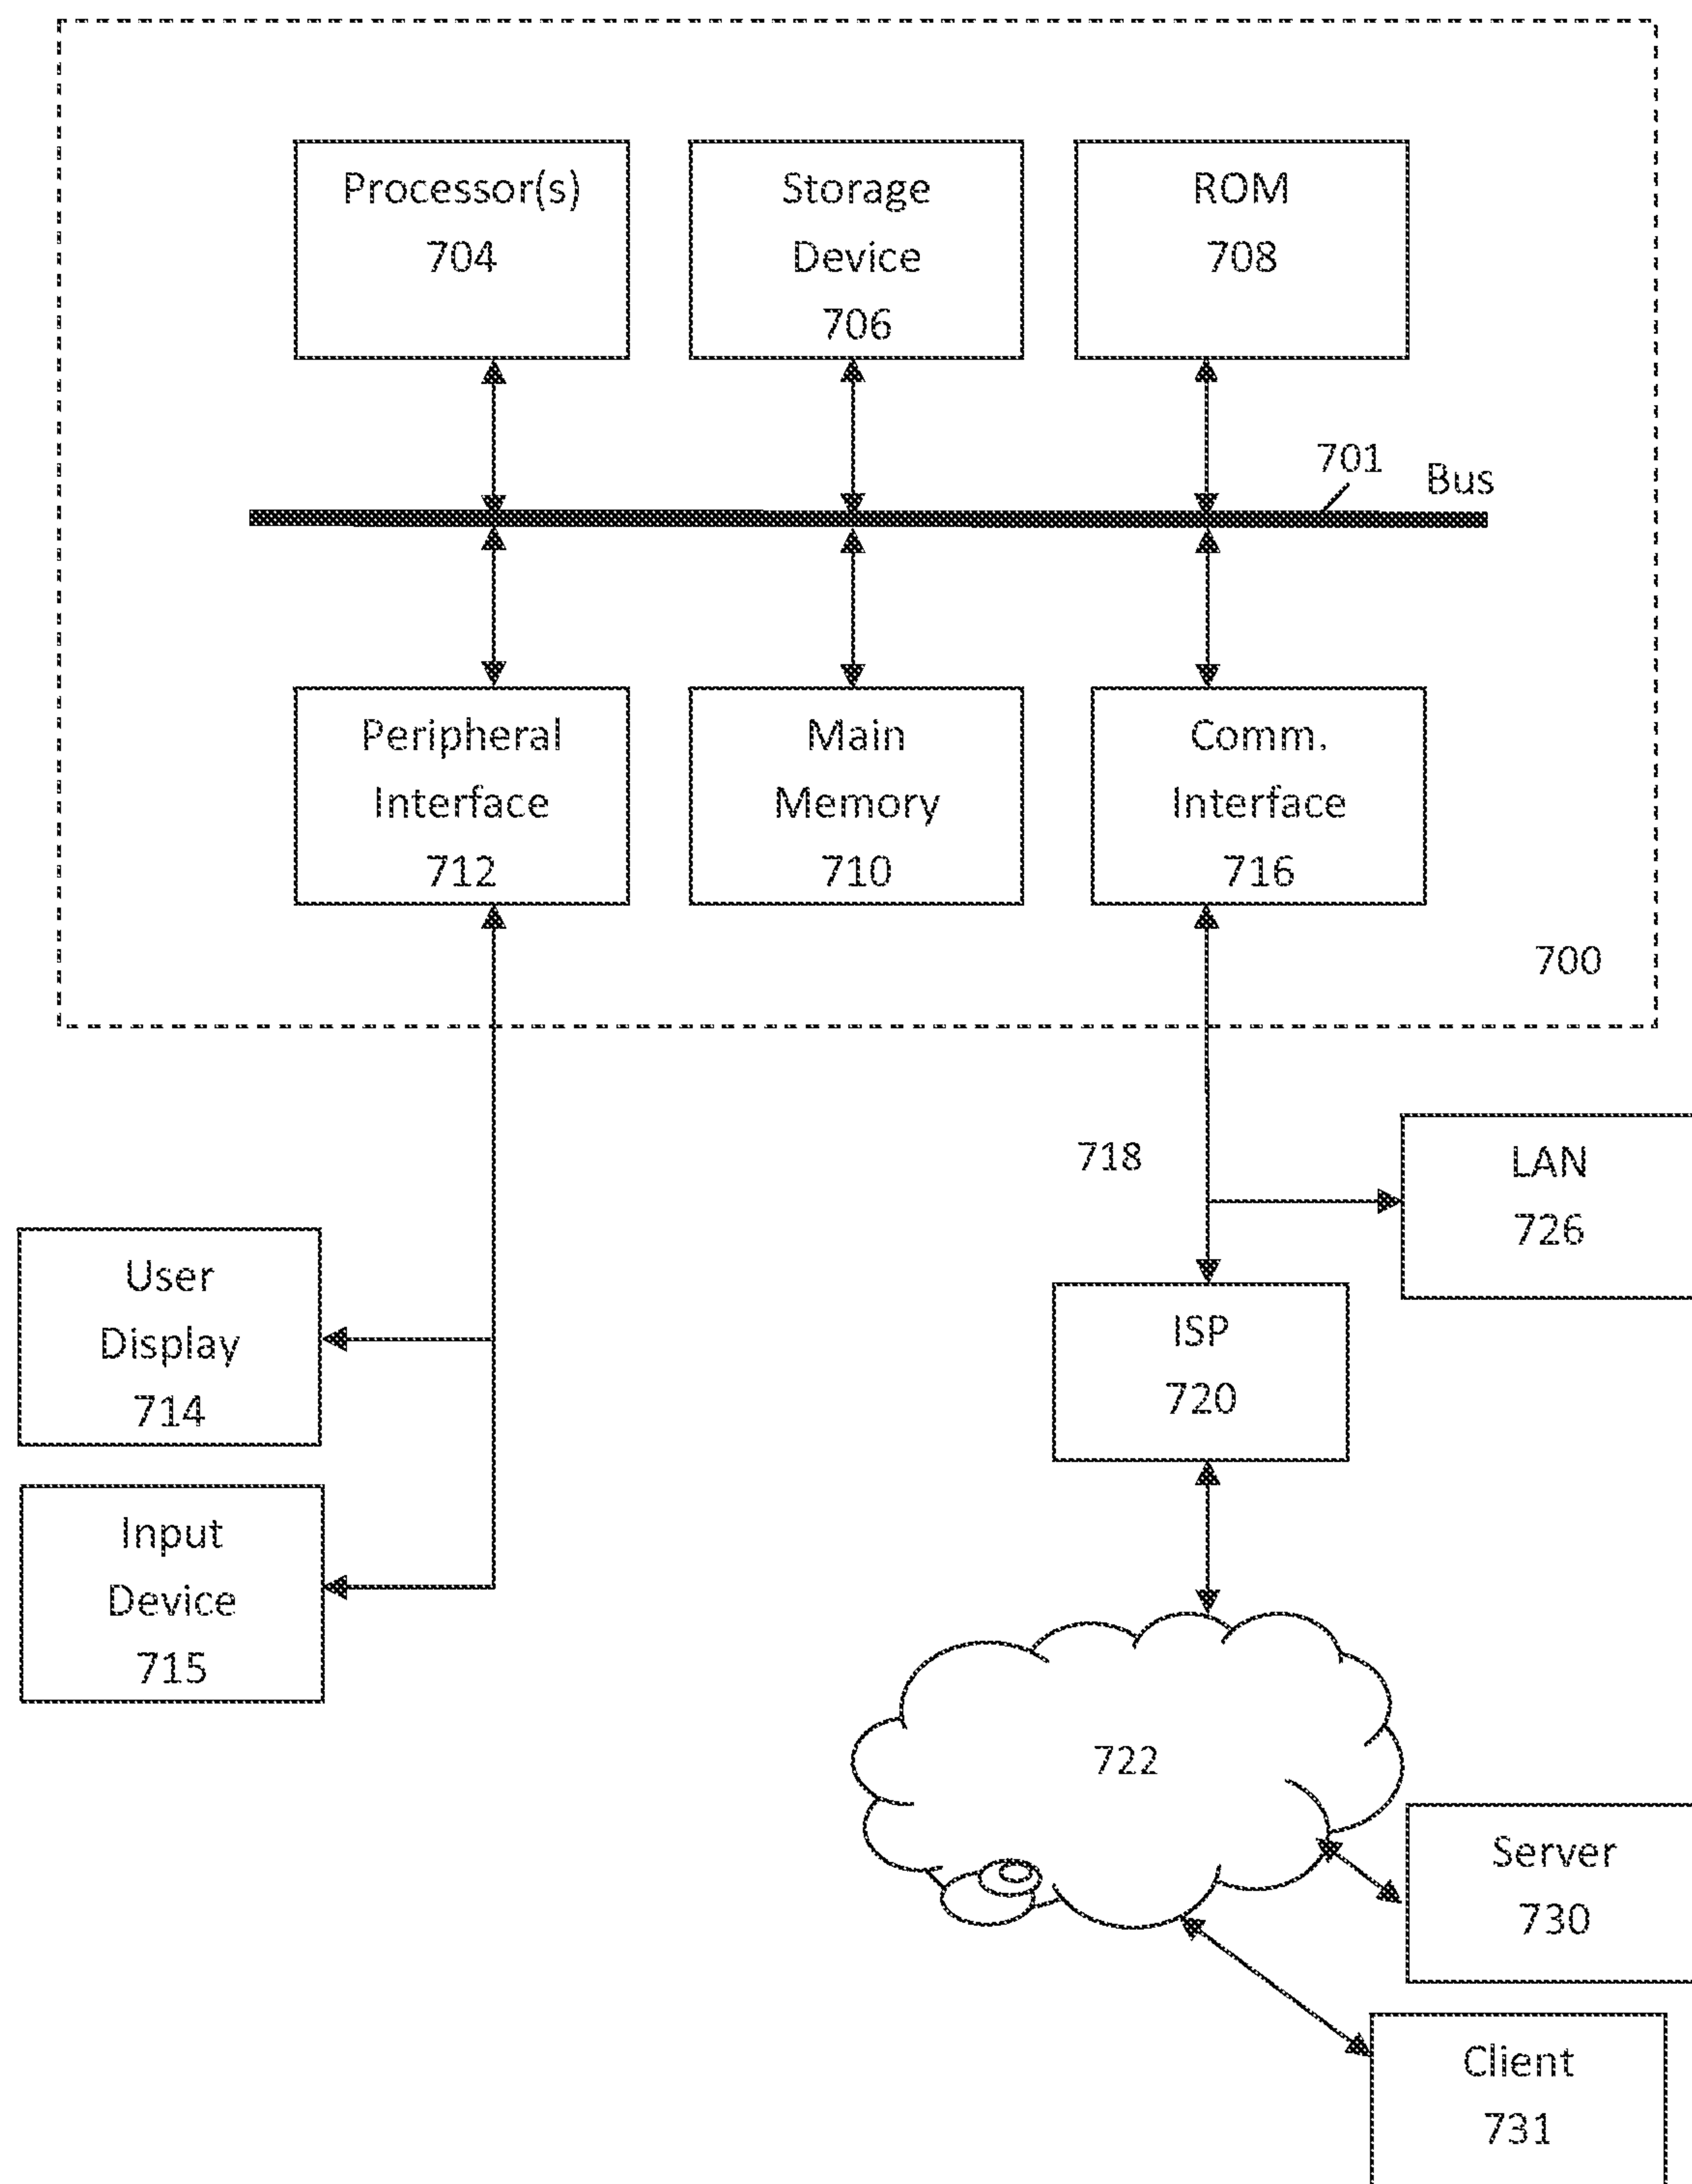 Processor(s)
704
Storage
Device
706
ROM
708
701
Bus
Peripheral
Interface
712
Main
Memory
710
Comm.
Interface
716
700
718
LAN
726
User
Display
714
ISP
720
Input
Device
715
722
Server
730
Client
731